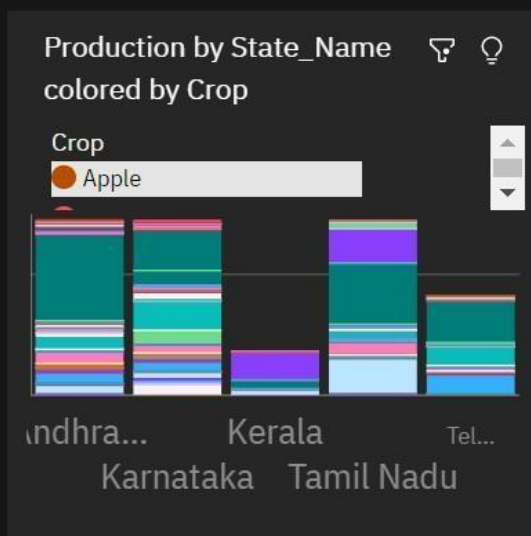 Production by State_Name
colored by Crop
Crop
Apple
ndhra... Kerala Tel...
Karnataka Tamil Nadu